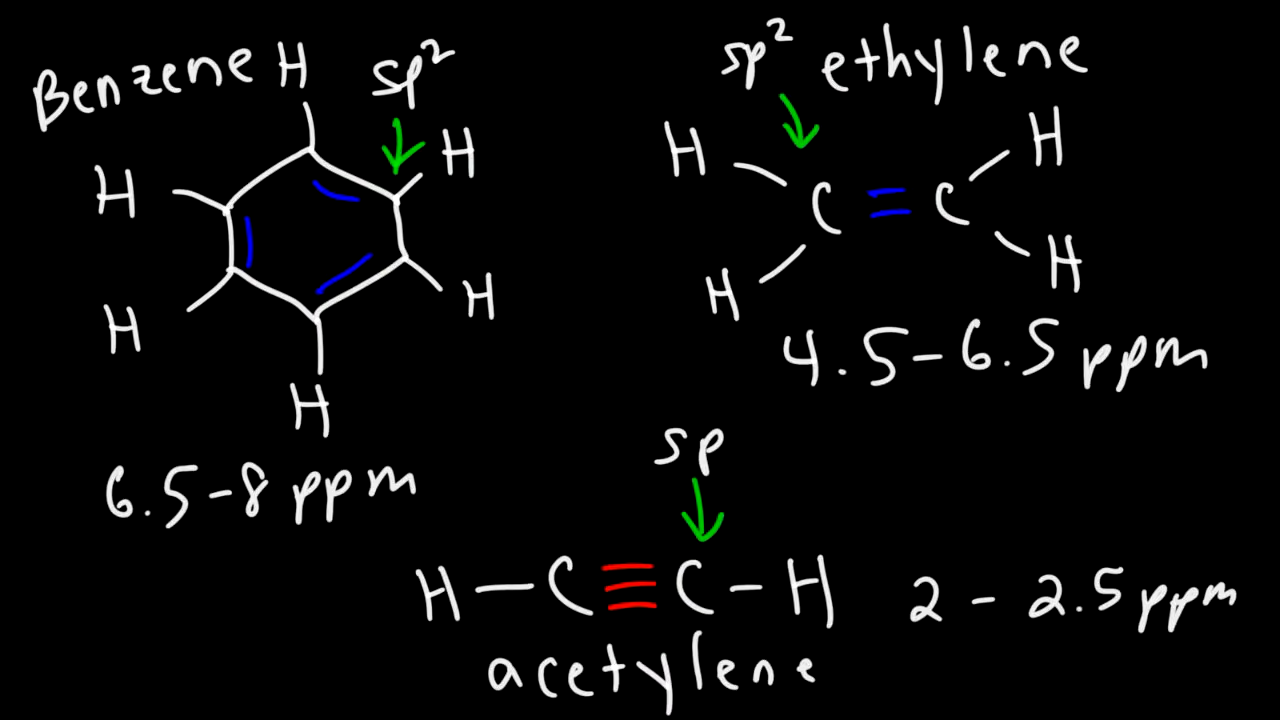 Benzene
H
sp²
H
H
H
H
H
6.5-8 ppm
sp² ethylene
H
H
C = C
H
H
4.5-6.5 ppm
sp
H-C≡C-H 2 - 2.5 ppm
acetylene